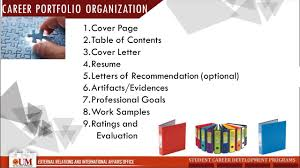 CAREER PORTFOLIO ORGANIZATION
1.Cover Page
2.Table of Contents
3.Cover Letter
4.Resume
5.Letters of Recommendation (optional)
6.Artifacts/Evidences
7.Professional Goals
8.Work Samples
9.Ratings and
Evaluation
UM
EXTERNAL RELATIONS AND INTERNATIONAL AFFAIRS OFFICE
STUDENT CAREER DEVELOPMENT PROGRAMS